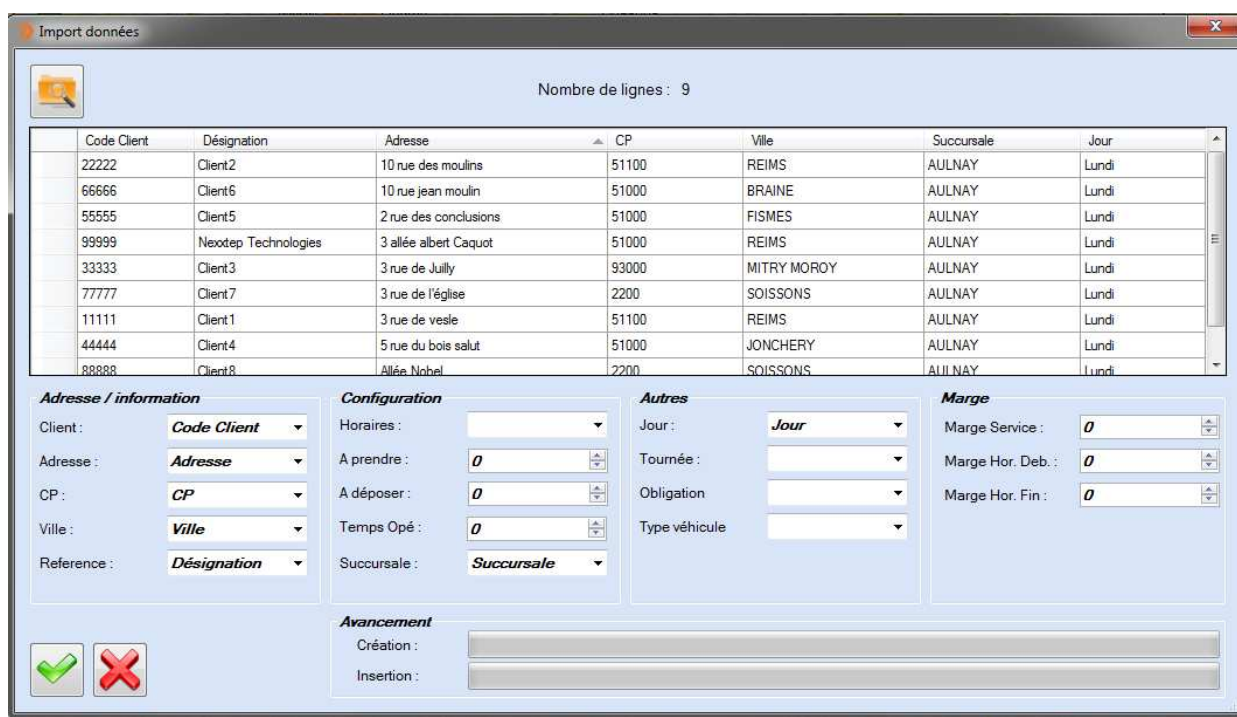 Import données
Nombre de lignes : 9
Code Client Désignation Adresse CP Ville Succursale Jour
22222 Client2 10 rue des moulins 51100 REIMS AULNAY Lundi
66666 Client6 10 rue jean moulin 51000 BRAINE AULNAY Lundi
55555 Client5 2 rue des conclusions 51000 FISMES AULNAY Lundi
99999 Nexxtep Technologies 3 allée albert Caquot 51000 REIMS AULNAY Lundi
33333 Client3 3 rue de Juilly 93000 MITRY MOROY AULNAY Lundi
77777 Client7 3 rue de l'église 2200 SOISSONS AULNAY Lundi
11111 Client1 3 rue de vesle 51100 REIMS AULNAY Lundi
44444 Client4 5 rue du bois salut 51000 JONCHERY AULNAY Lundi
88888 Client8 Allée Nobel 2200 SOISSONS AULNAY Lundi
Adresse / information
Client : Code Client
Adresse : Adresse
CP : CP
Ville : Ville
Reference : Désignation
Configuration
Horaires :
A prendre : 0
A déposer : 0
Temps Opé : 0
Succursale : Succursale
Autres
Jour : Jour
Tournée :
Obligation
Type véhicule
Marge
Marge Service : 0
Marge Hor. Deb. : 0
Marge Hor. Fin : 0
Avancement
Création :
Insertion :